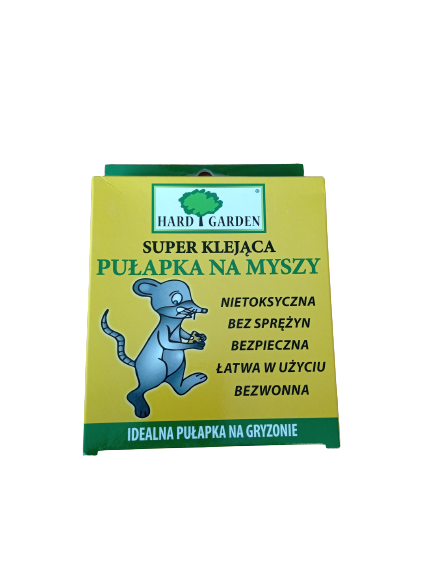 HARD GARDEN
®
SUPER KLEJĄCA
PUŁAPKA NA MYSZY
NIETOKSYCZNA
BEZ SPRĘŻYN
BEZPIECZNA
ŁATWA W UŻYCIU
BEZWONNA
IDEALNA PUŁAPKA NA GRYZONIE